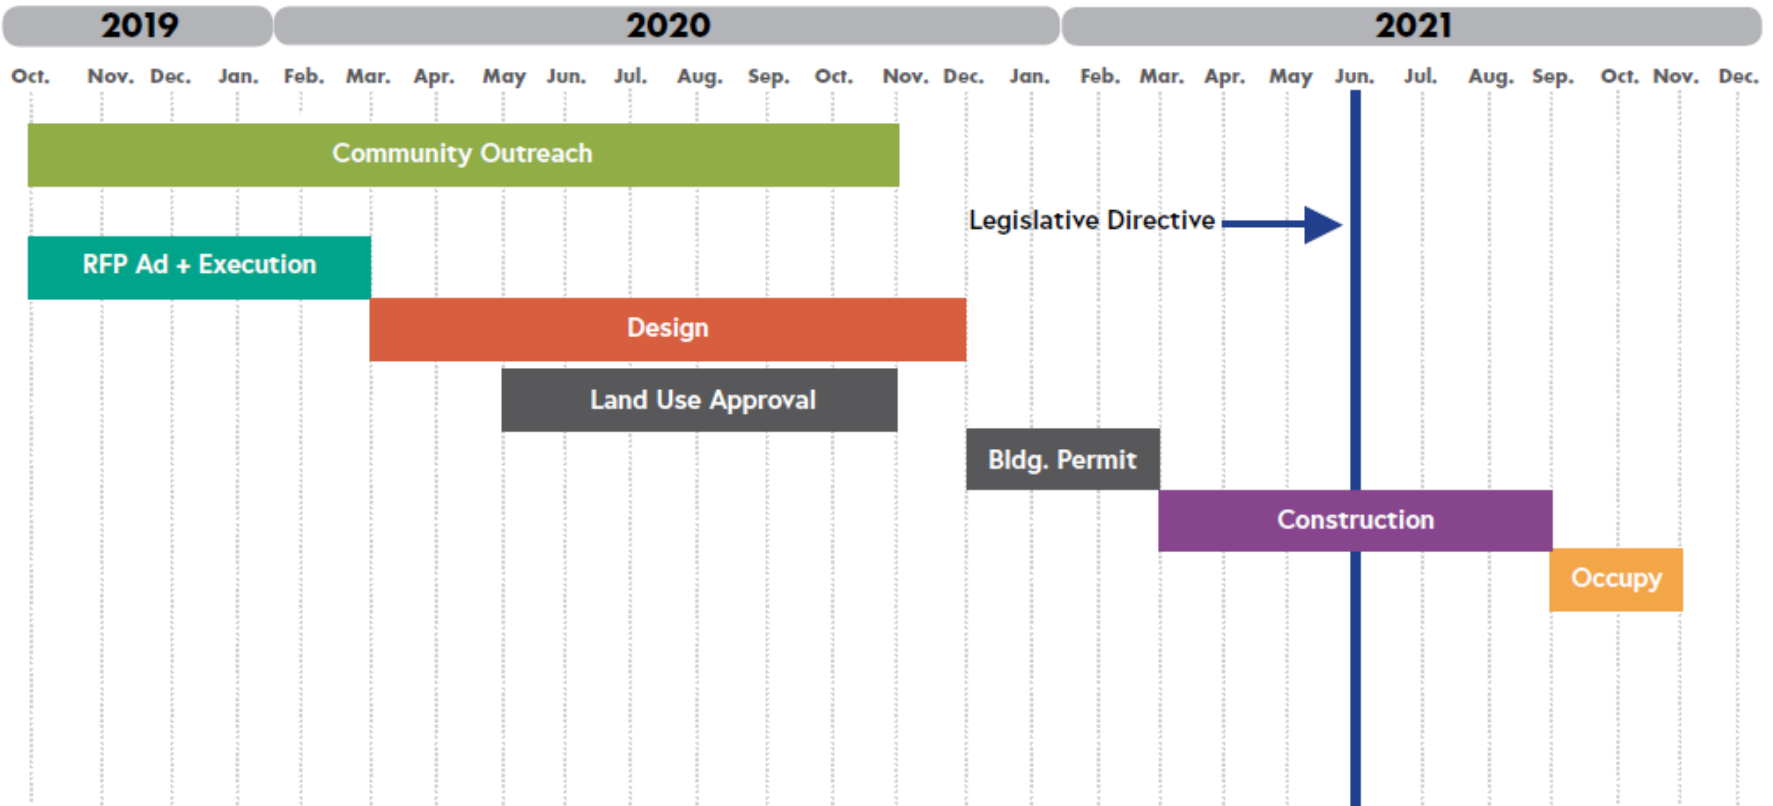 2019 2020 2021
Oct. Nov. Dec. Jan. Feb. Mar. Apr. May Jun. Jul. Aug. Sep. Oct. Nov. Dec. Jan. Feb. Mar. Apr. May Jun. Jul. Aug. Sep. Oct. Nov. Dec.
Community Outreach
Legislative Directive
RFP Ad + Execution
Design
Land Use Approval
Bldg. Permit
Construction
Occupy